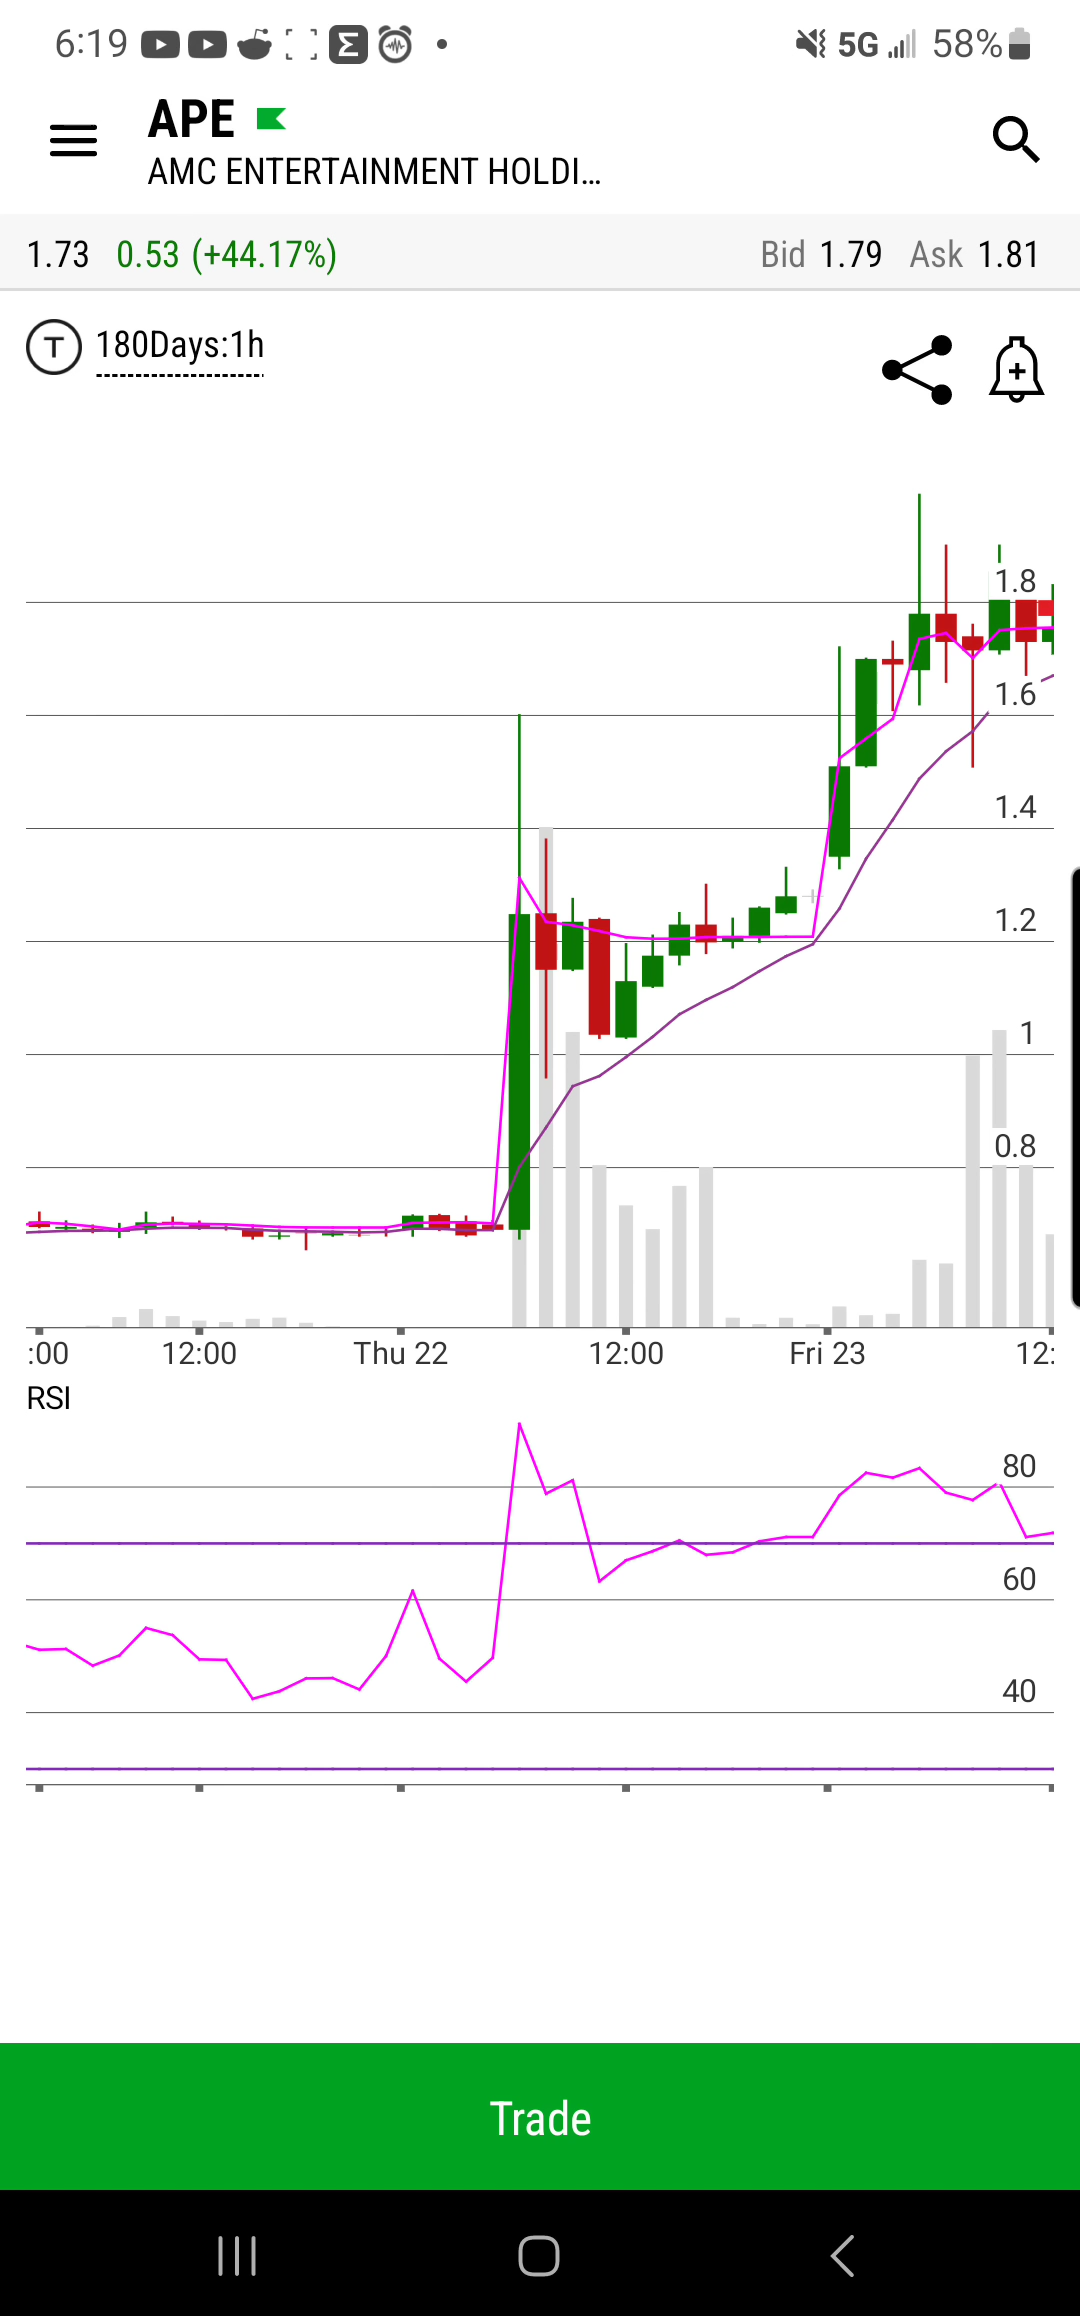 6:19 Σ 5G 58%
APE
AMC ENTERTAINMENT HOLDI...
1.73 0.53 (+44.17%) Bid 1.79 Ask 1.81
T 180Days:1h
1.8
1.6
1.4
1.2
1
0.8
:00 12:00 Thu 22 12:00 Fri 23 12:
RSI
80
60
40
Trade